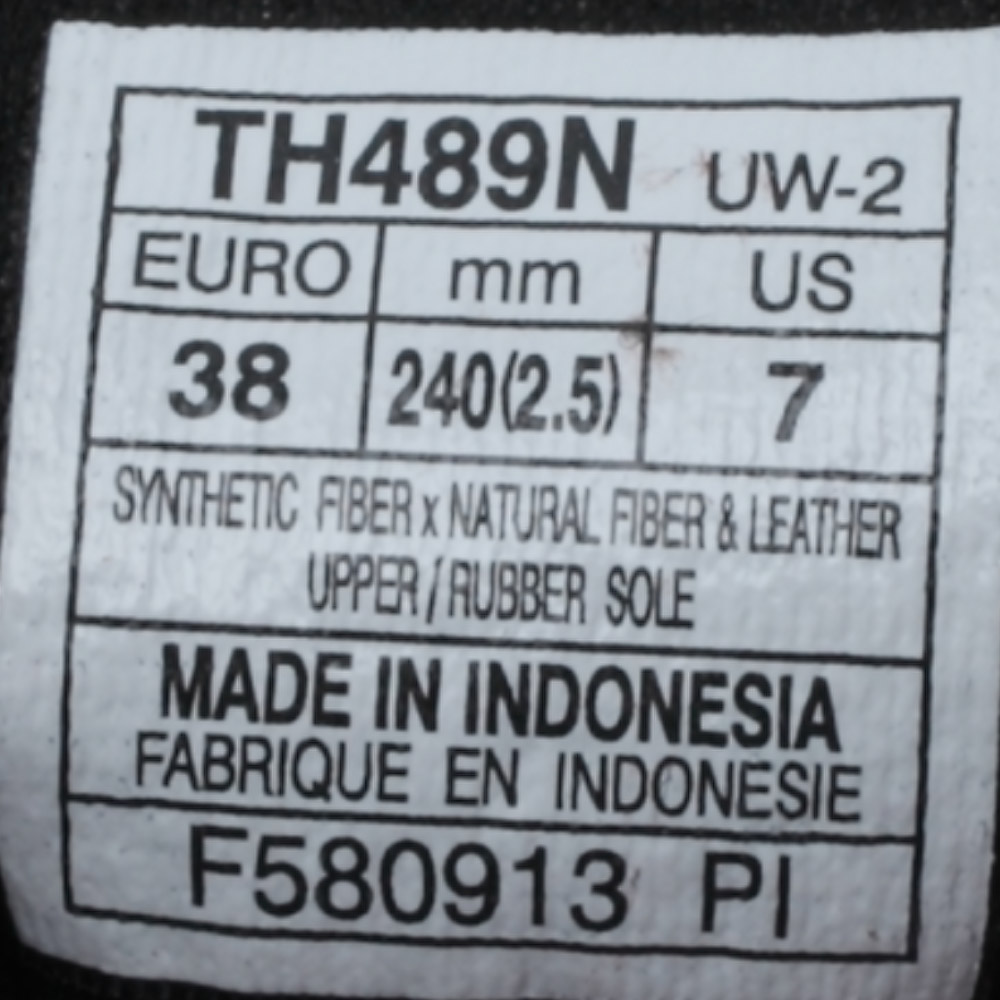 TH489N UW-2
EURO mm US
38 240(2.5) 7
SYNTHETIC FIBER x NATURAL FIBER & LEATHER
UPPER / RUBBER SOLE
MADE IN INDONESIA
FABRIQUE EN INDONESIE
F580913 PI